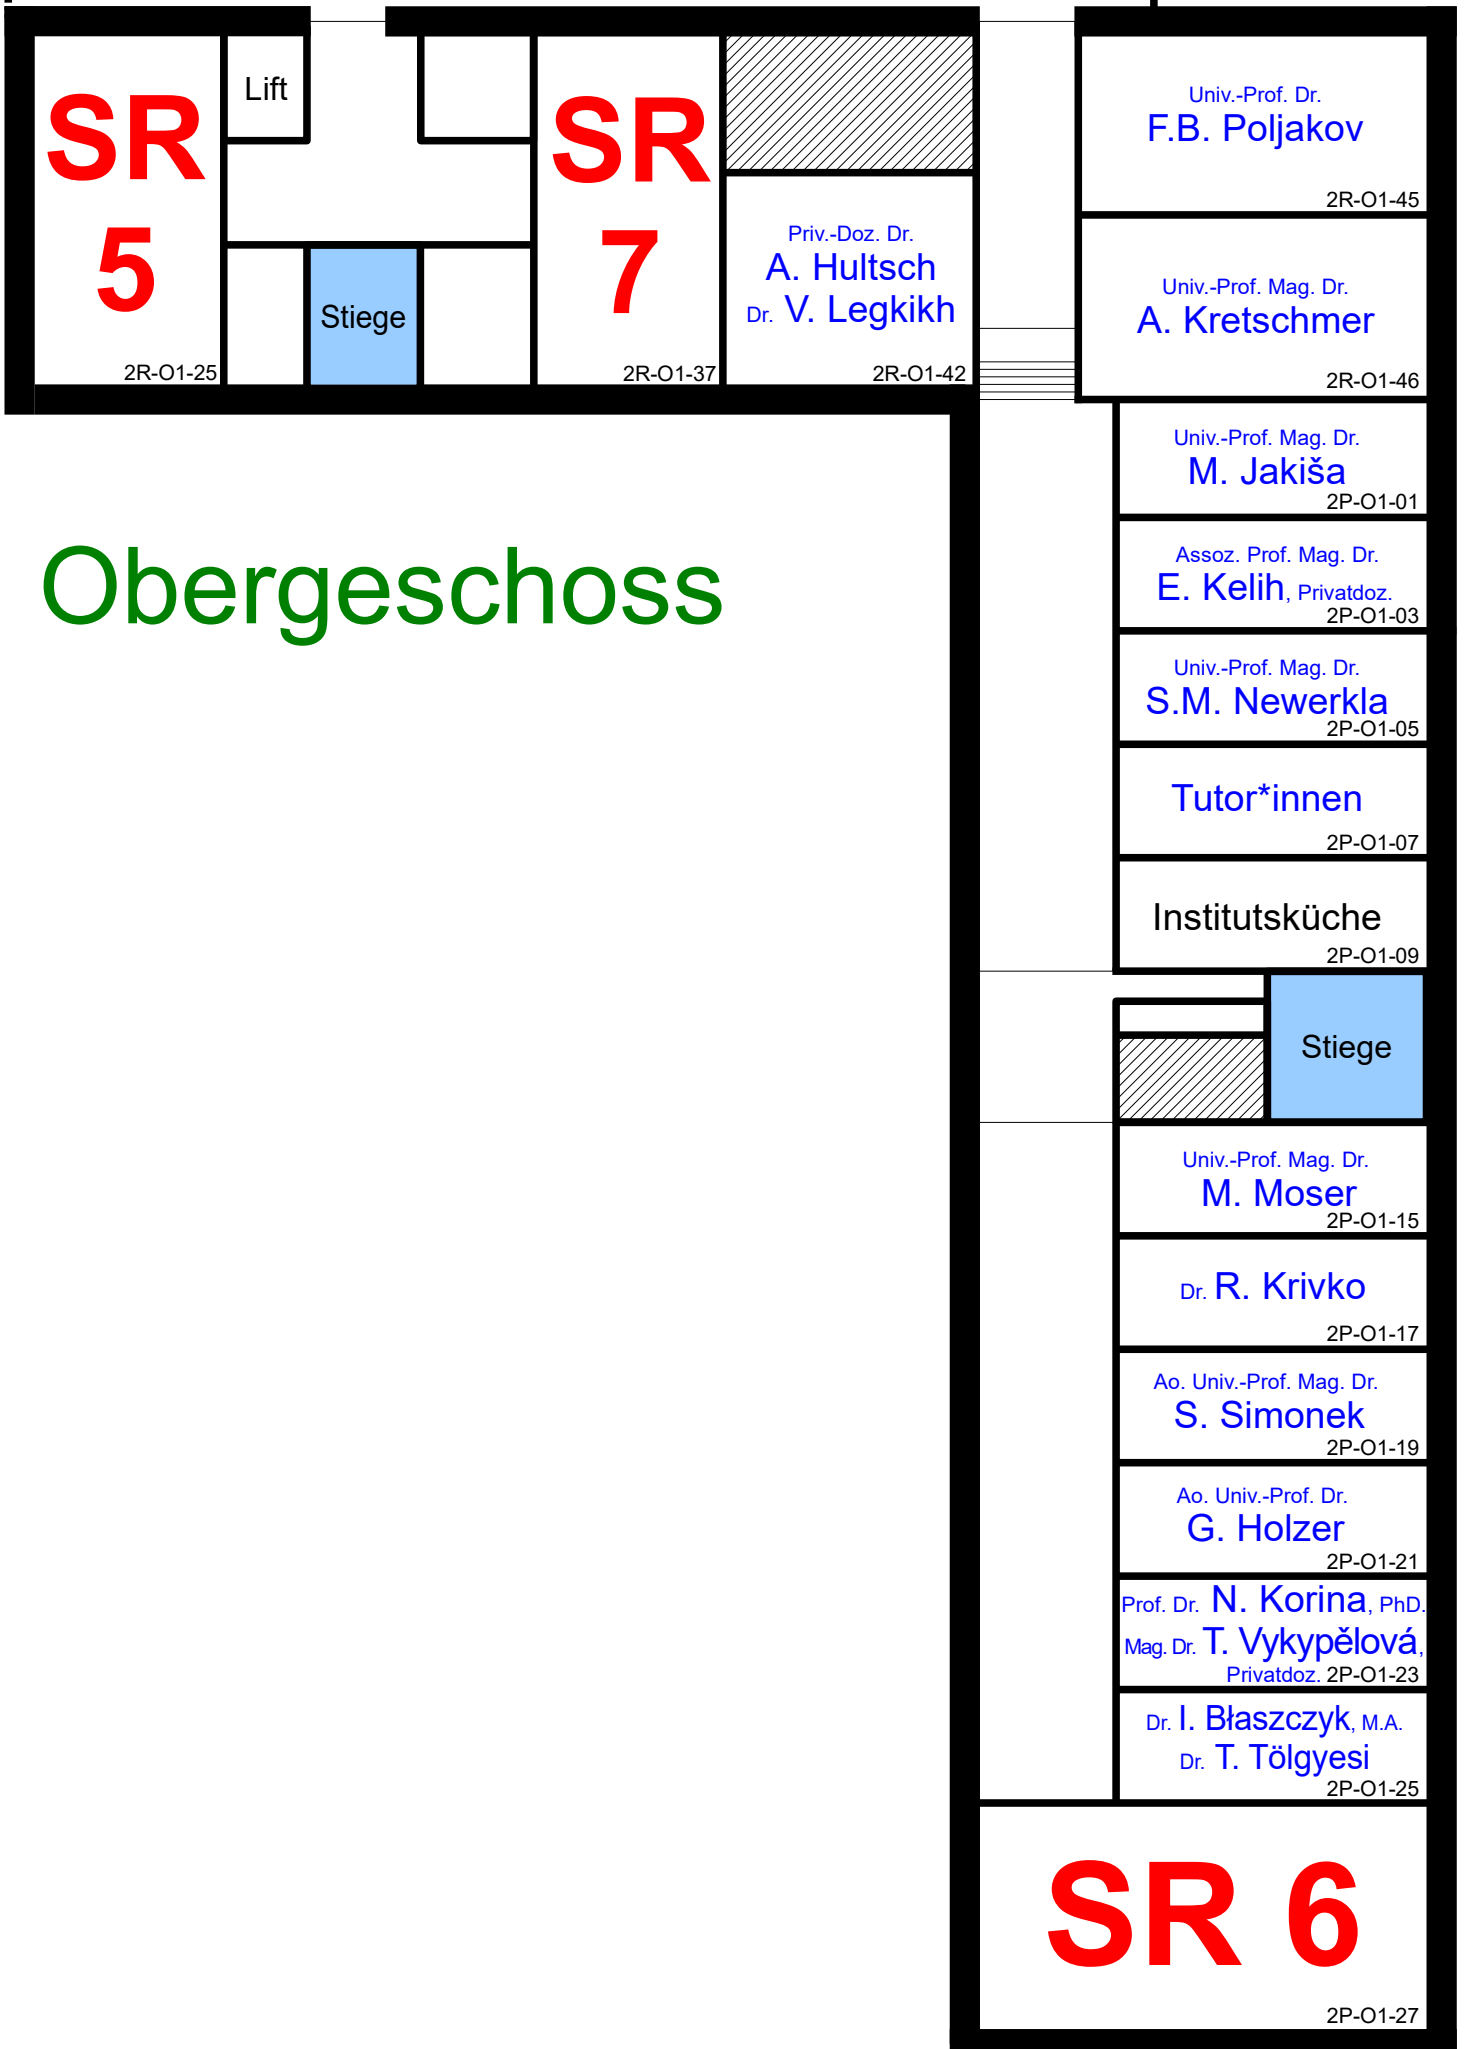 SR
5
2R-O1-25
Lift
Stiege
SR
7
2R-O1-37
Priv.-Doz. Dr.
A. Hultsch
Dr. V. Legkikh
2R-O1-42
Univ.-Prof. Dr.
F.B. Poljakov
2R-O1-45
Univ.-Prof. Mag. Dr.
A. Kretschmer
2R-O1-46
Univ.-Prof. Mag. Dr.
M. Jakiša
2P-O1-01
Obergeschoss
Assoz. Prof. Mag. Dr.
E. Kelih, Privatdoz.
2P-O1-03
Univ.-Prof. Mag. Dr.
S.M. Newerkla
2P-O1-05
Tutor*innen
2P-O1-07
Institutsküche
2P-O1-09
Stiege
Univ.-Prof. Mag. Dr.
M. Moser
2P-O1-15
Dr. R. Krivko
2P-O1-17
Ao. Univ.-Prof. Mag. Dr.
S. Simonek
2P-O1-19
Ao. Univ.-Prof. Dr.
G. Holzer
2P-O1-21
Prof. Dr. N. Korina, PhD.
Mag. Dr. T. Vykypělová,
Privatdoz. 2P-O1-23
Dr. I. Błaszczyk, M.A.
Dr. T. Tölgyesi
2P-O1-25
SR 6
2P-O1-27